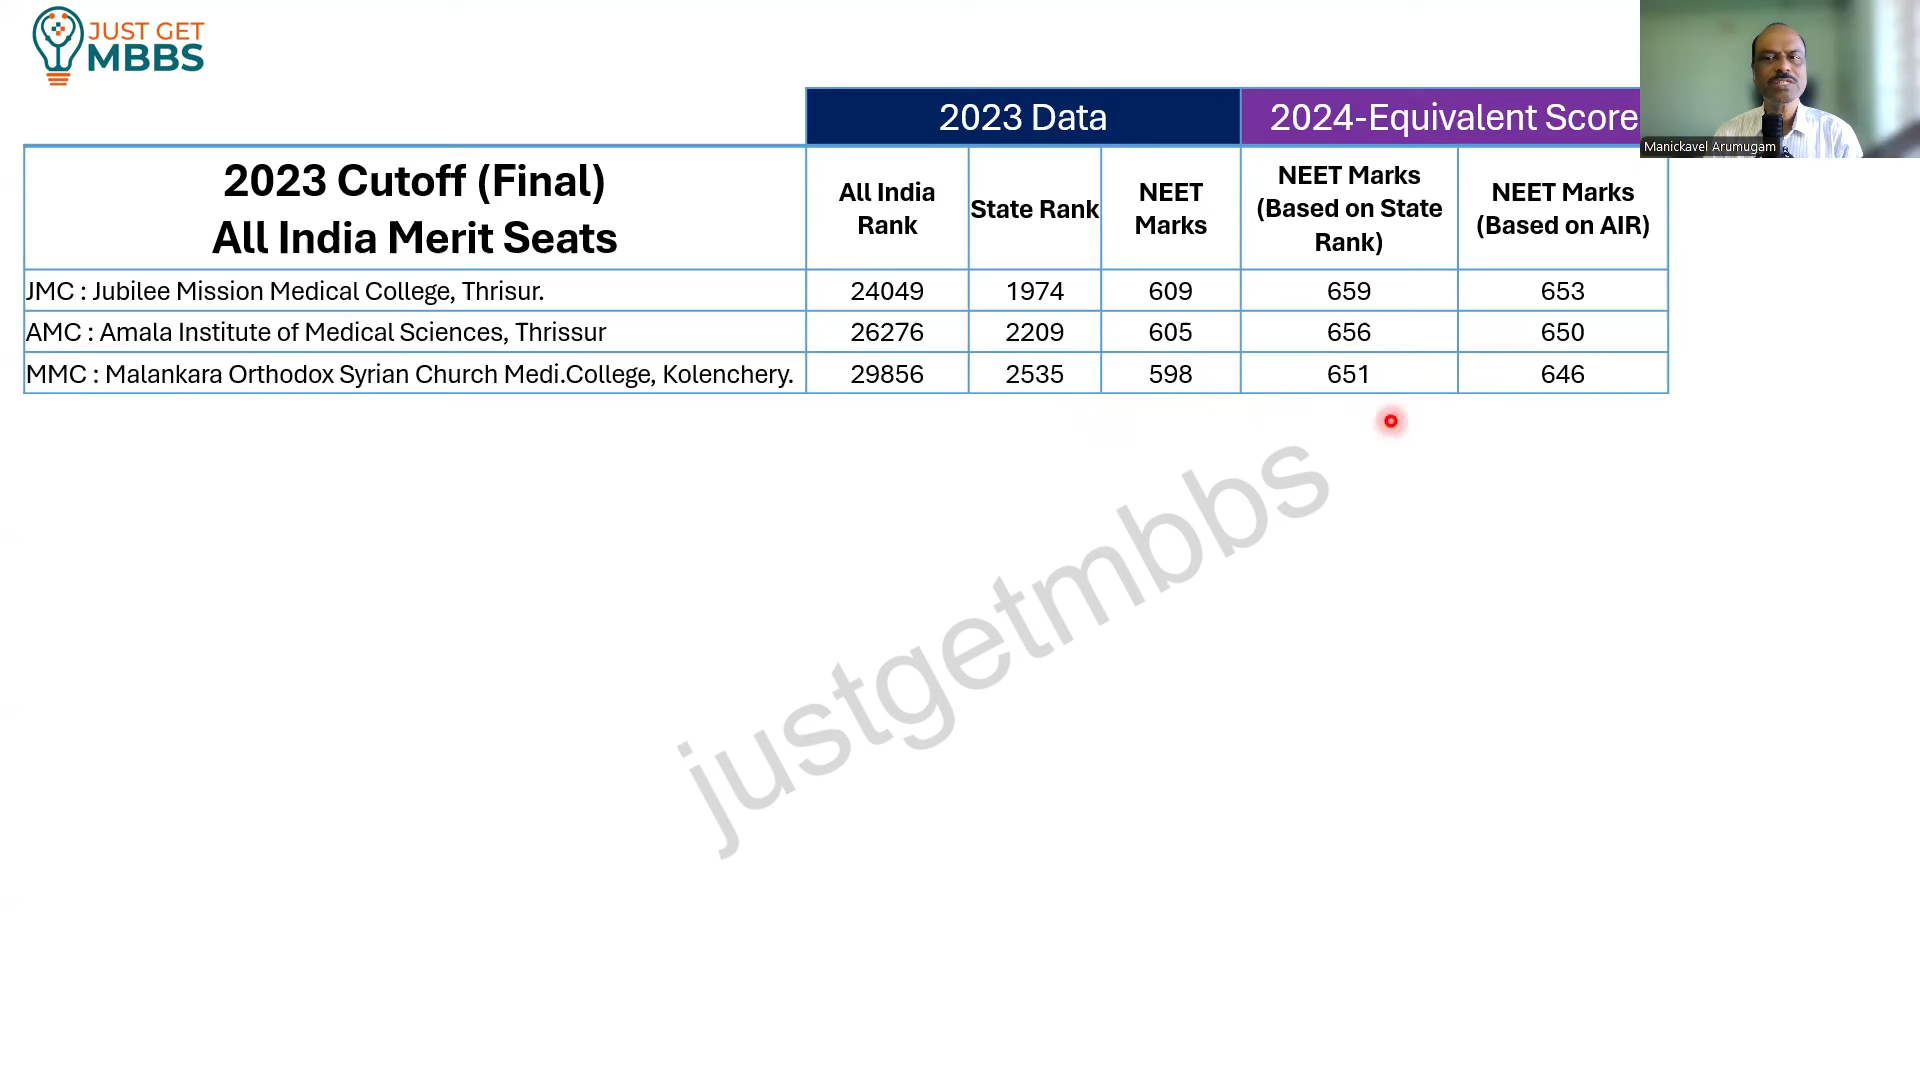 JUST GET
MBBS
Manickavel Arumugam
2023 Data
2024-Equivalent Score
2023 Cutoff (Final)
All India Merit Seats
All India
Rank
State Rank
NEET
Marks
NEET Marks
(Based on State
Rank)
NEET Marks
(Based on AIR)
JMC : Jubilee Mission Medical College, Thrisur. 24049 1974 609 659 653
AMC : Amala Institute of Medical Sciences, Thrissur 26276 2209 605 656 650
MMC : Malankara Orthodox Syrian Church Medi.College, Kolenchery. 29856 2535 598 651 646
justgetmbbs